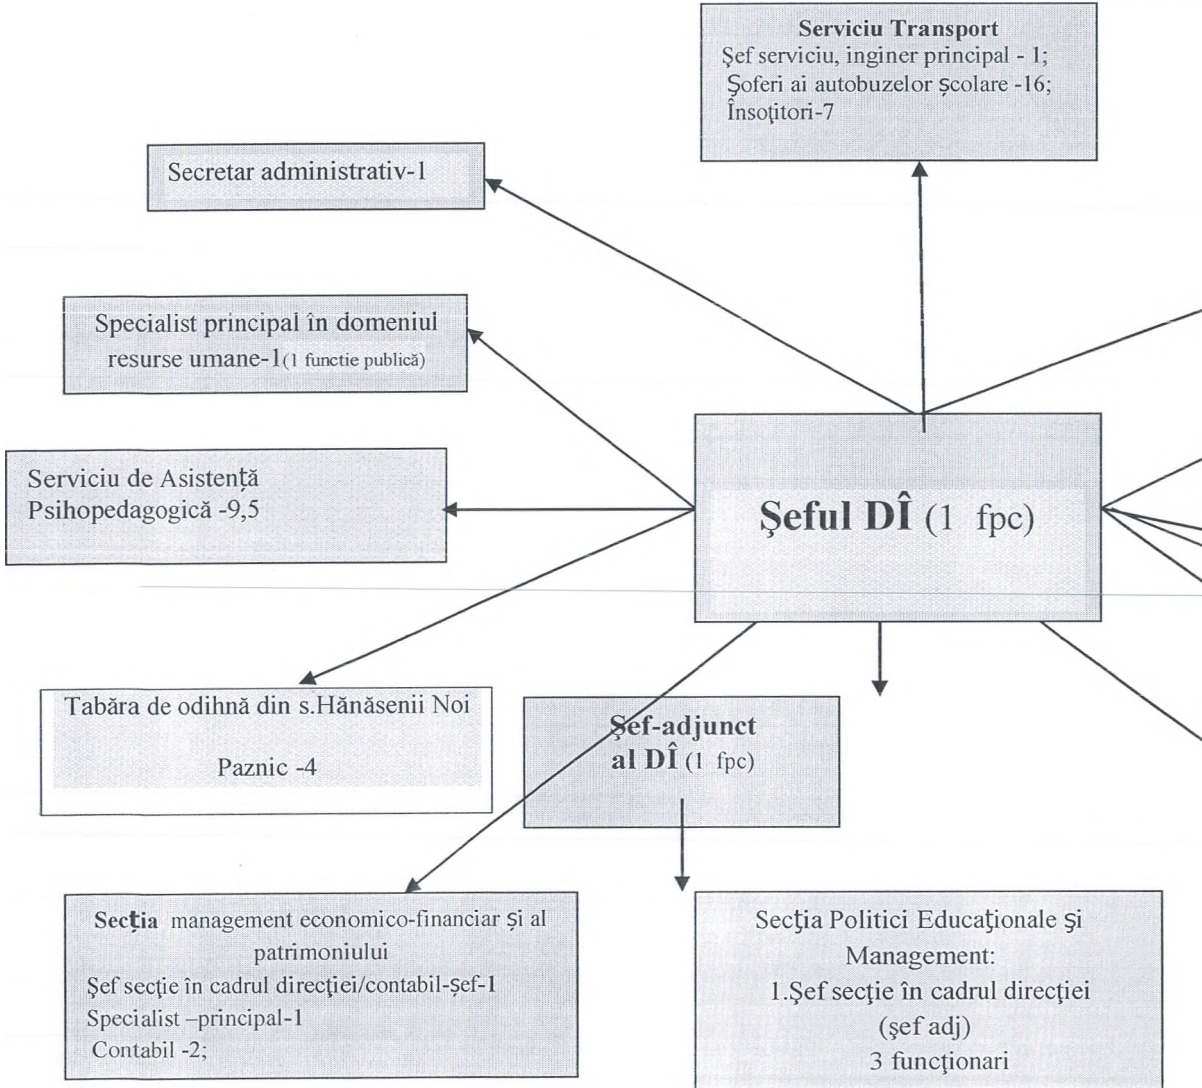 Serviciu Transport
Şef serviciu, inginer principal - 1;
Şoferi ai autobuzelor şcolare -16;
Însoţitori-7
Secretar administrativ-1
Specialist principal în domeniul
resurse umane-1(1 functie publică)
Serviciu de Asistenţă
Psihopedagogică -9,5
Şeful DÎ (1 fpc)
Tabăra de odihnă din s.Hănăsenii Noi
Paznic -4
Şef-adjunct
al DÎ (1 fpc)
Secţia management economico-financiar şi al
patrimoniului
Şef secţie în cadrul direcţiei/contabil-şef-1
Specialist –principal-1
Contabil -2;
Secţia Politici Educaţionale şi
Management:
1.Şef secţie în cadrul direcţiei
(şef adj)
3 funcţionari